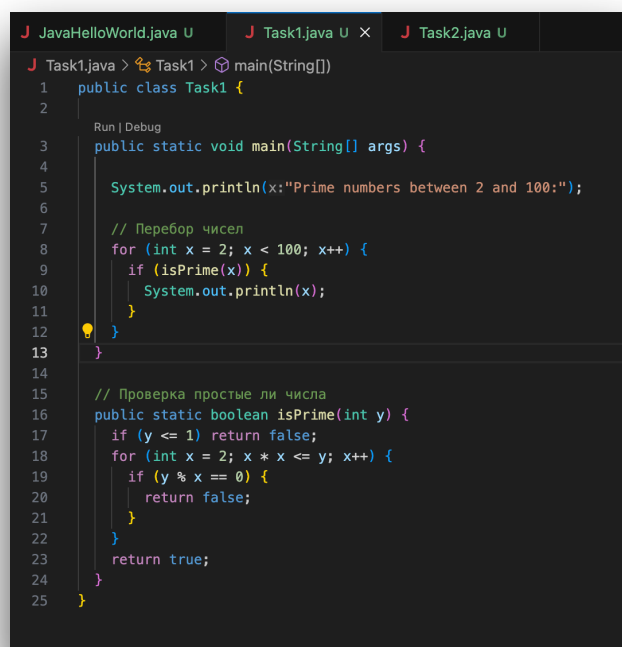 JavaHelloWorld.java U
Task1.java U
Task2.java U
Task1.java > Task1 > main(String[])
1 public class Task1 {
2
Run | Debug
3 public static void main(String[] args) {
4
5 System.out.println(x:"Prime numbers between 2 and 100:");
6
7 // Перебор чисел
8 for (int x = 2; x < 100; x++) {
9 if (isPrime(x)) {
10 System.out.println(x);
11 }
12 }
13 }
14
15 // Проверка простые ли числа
16 public static boolean isPrime(int y) {
17 if (y <= 1) return false;
18 for (int x = 2; x * x <= y; x++) {
19 if (y % x == 0) {
20 return false;
21 }
22 }
23 return true;
24 }
25 }